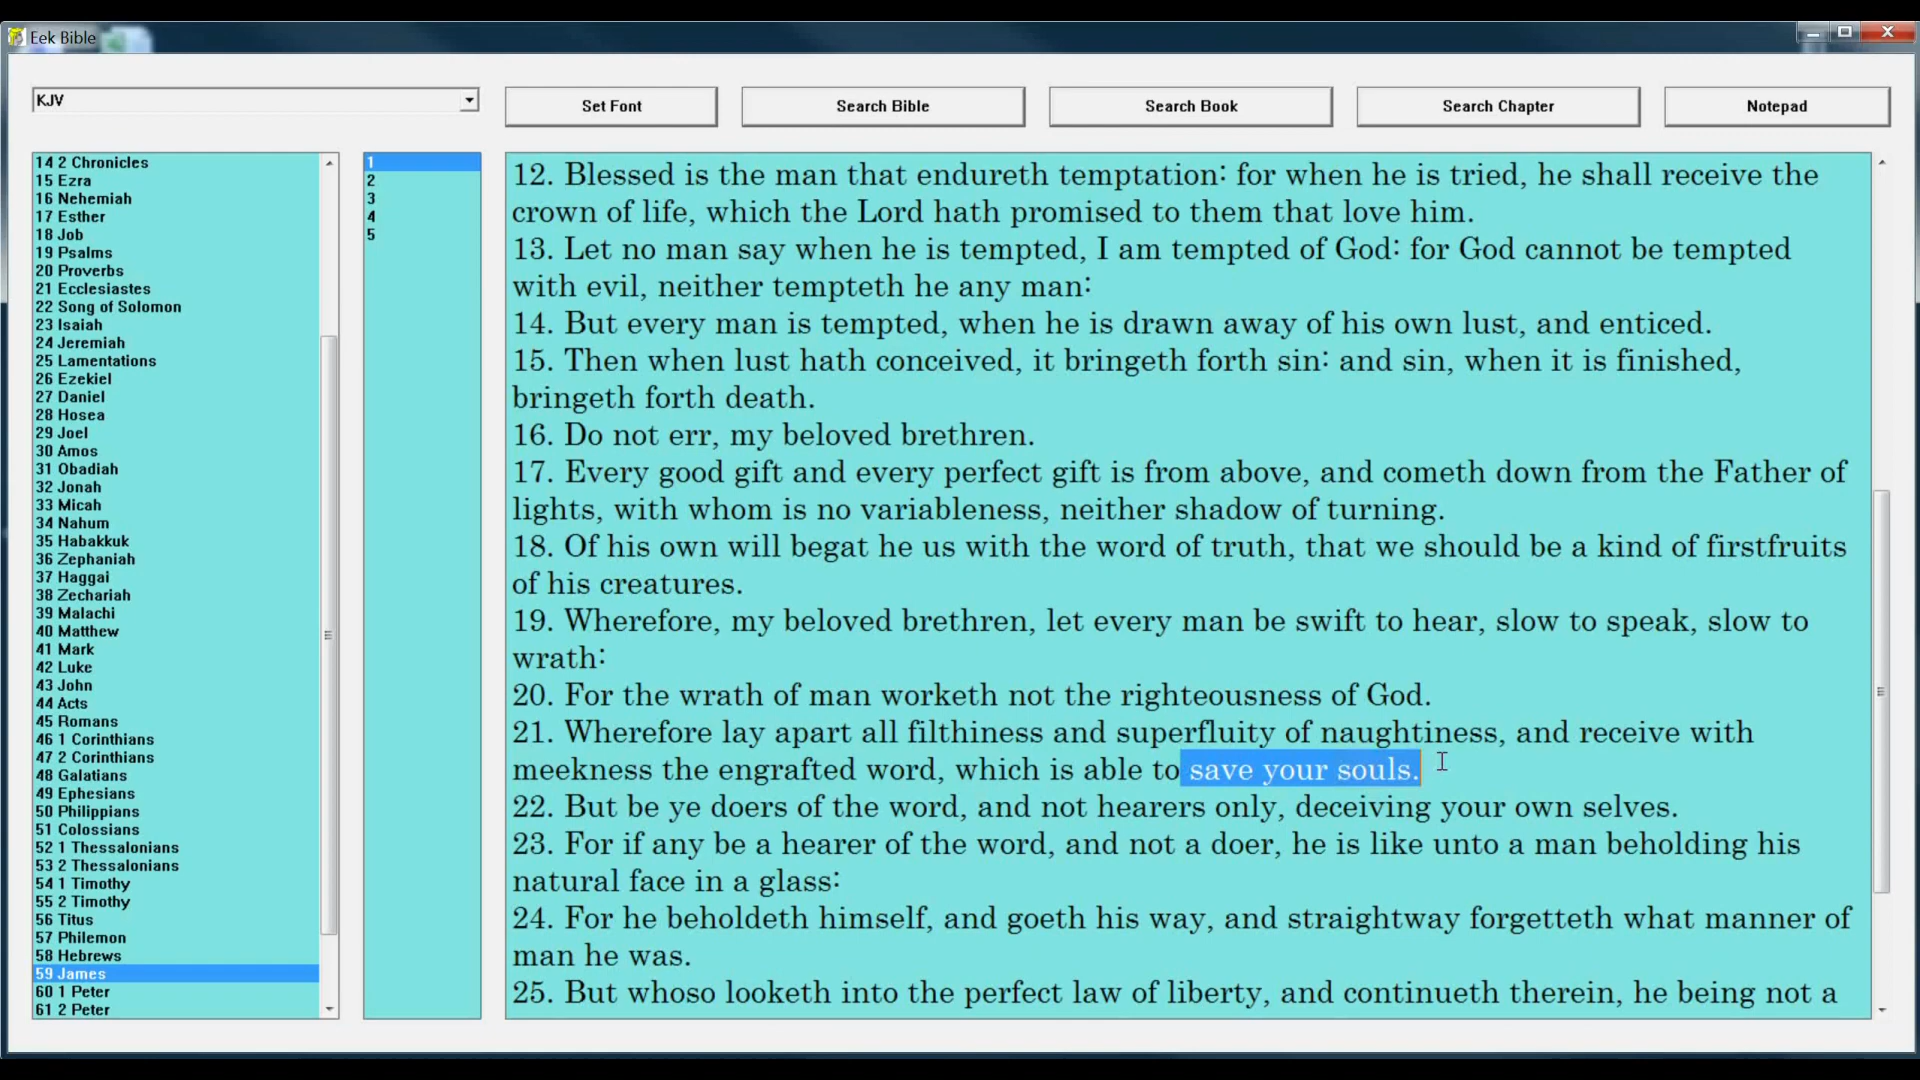 Eek Bible
KJV
Set Font
Search Bible
Search Book
Search Chapter
Notepad
14 2 Chronicles
15 Ezra
16 Nehemiah
17 Esther
18 Job
19 Psalms
20 Proverbs
21 Ecclesiastes
22 Song of Solomon
23 Isaiah
24 Jeremiah
25 Lamentations
26 Ezekiel
27 Daniel
28 Hosea
29 Joel
30 Amos
31 Obadiah
32 Jonah
33 Micah
34 Nahum
35 Habakkuk
36 Zephaniah
37 Haggai
38 Zechariah
39 Malachi
40 Matthew
41 Mark
42 Luke
43 John
44 Acts
45 Romans
46 1 Corinthians
47 2 Corinthians
48 Galatians
49 Ephesians
50 Philippians
51 Colossians
52 1 Thessalonians
53 2 Thessalonians
54 1 Timothy
55 2 Timothy
56 Titus
57 Philemon
58 Hebrews
59 James
60 1 Peter
61 2 Peter
1
2
3
4
5
12. Blessed is the man that endureth temptation: for when he is tried, he shall receive the
crown of life, which the Lord hath promised to them that love him.
13. Let no man say when he is tempted, I am tempted of God: for God cannot be tempted
with evil, neither tempteth he any man:
14. But every man is tempted, when he is drawn away of his own lust, and enticed.
15. Then when lust hath conceived, it bringeth forth sin: and sin, when it is finished,
bringeth forth death.
16. Do not err, my beloved brethren.
17. Every good gift and every perfect gift is from above, and cometh down from the Father of
lights, with whom is no variableness, neither shadow of turning.
18. Of his own will begat he us with the word of truth, that we should be a kind of firstfruits
of his creatures.
19. Wherefore, my beloved brethren, let every man be swift to hear, slow to speak, slow to
wrath:
20. For the wrath of man worketh not the righteousness of God.
21. Wherefore lay apart all filthiness and superfluity of naughtiness, and receive with
meekness the engrafted word, which is able to save your souls.
22. But be ye doers of the word, and not hearers only, deceiving your own selves.
23. For if any be a hearer of the word, and not a doer, he is like unto a man beholding his
natural face in a glass:
24. For he beholdeth himself, and goeth his way, and straightway forgetteth what manner of
man he was.
25. But whoso looketh into the perfect law of liberty, and continueth therein, he being not a